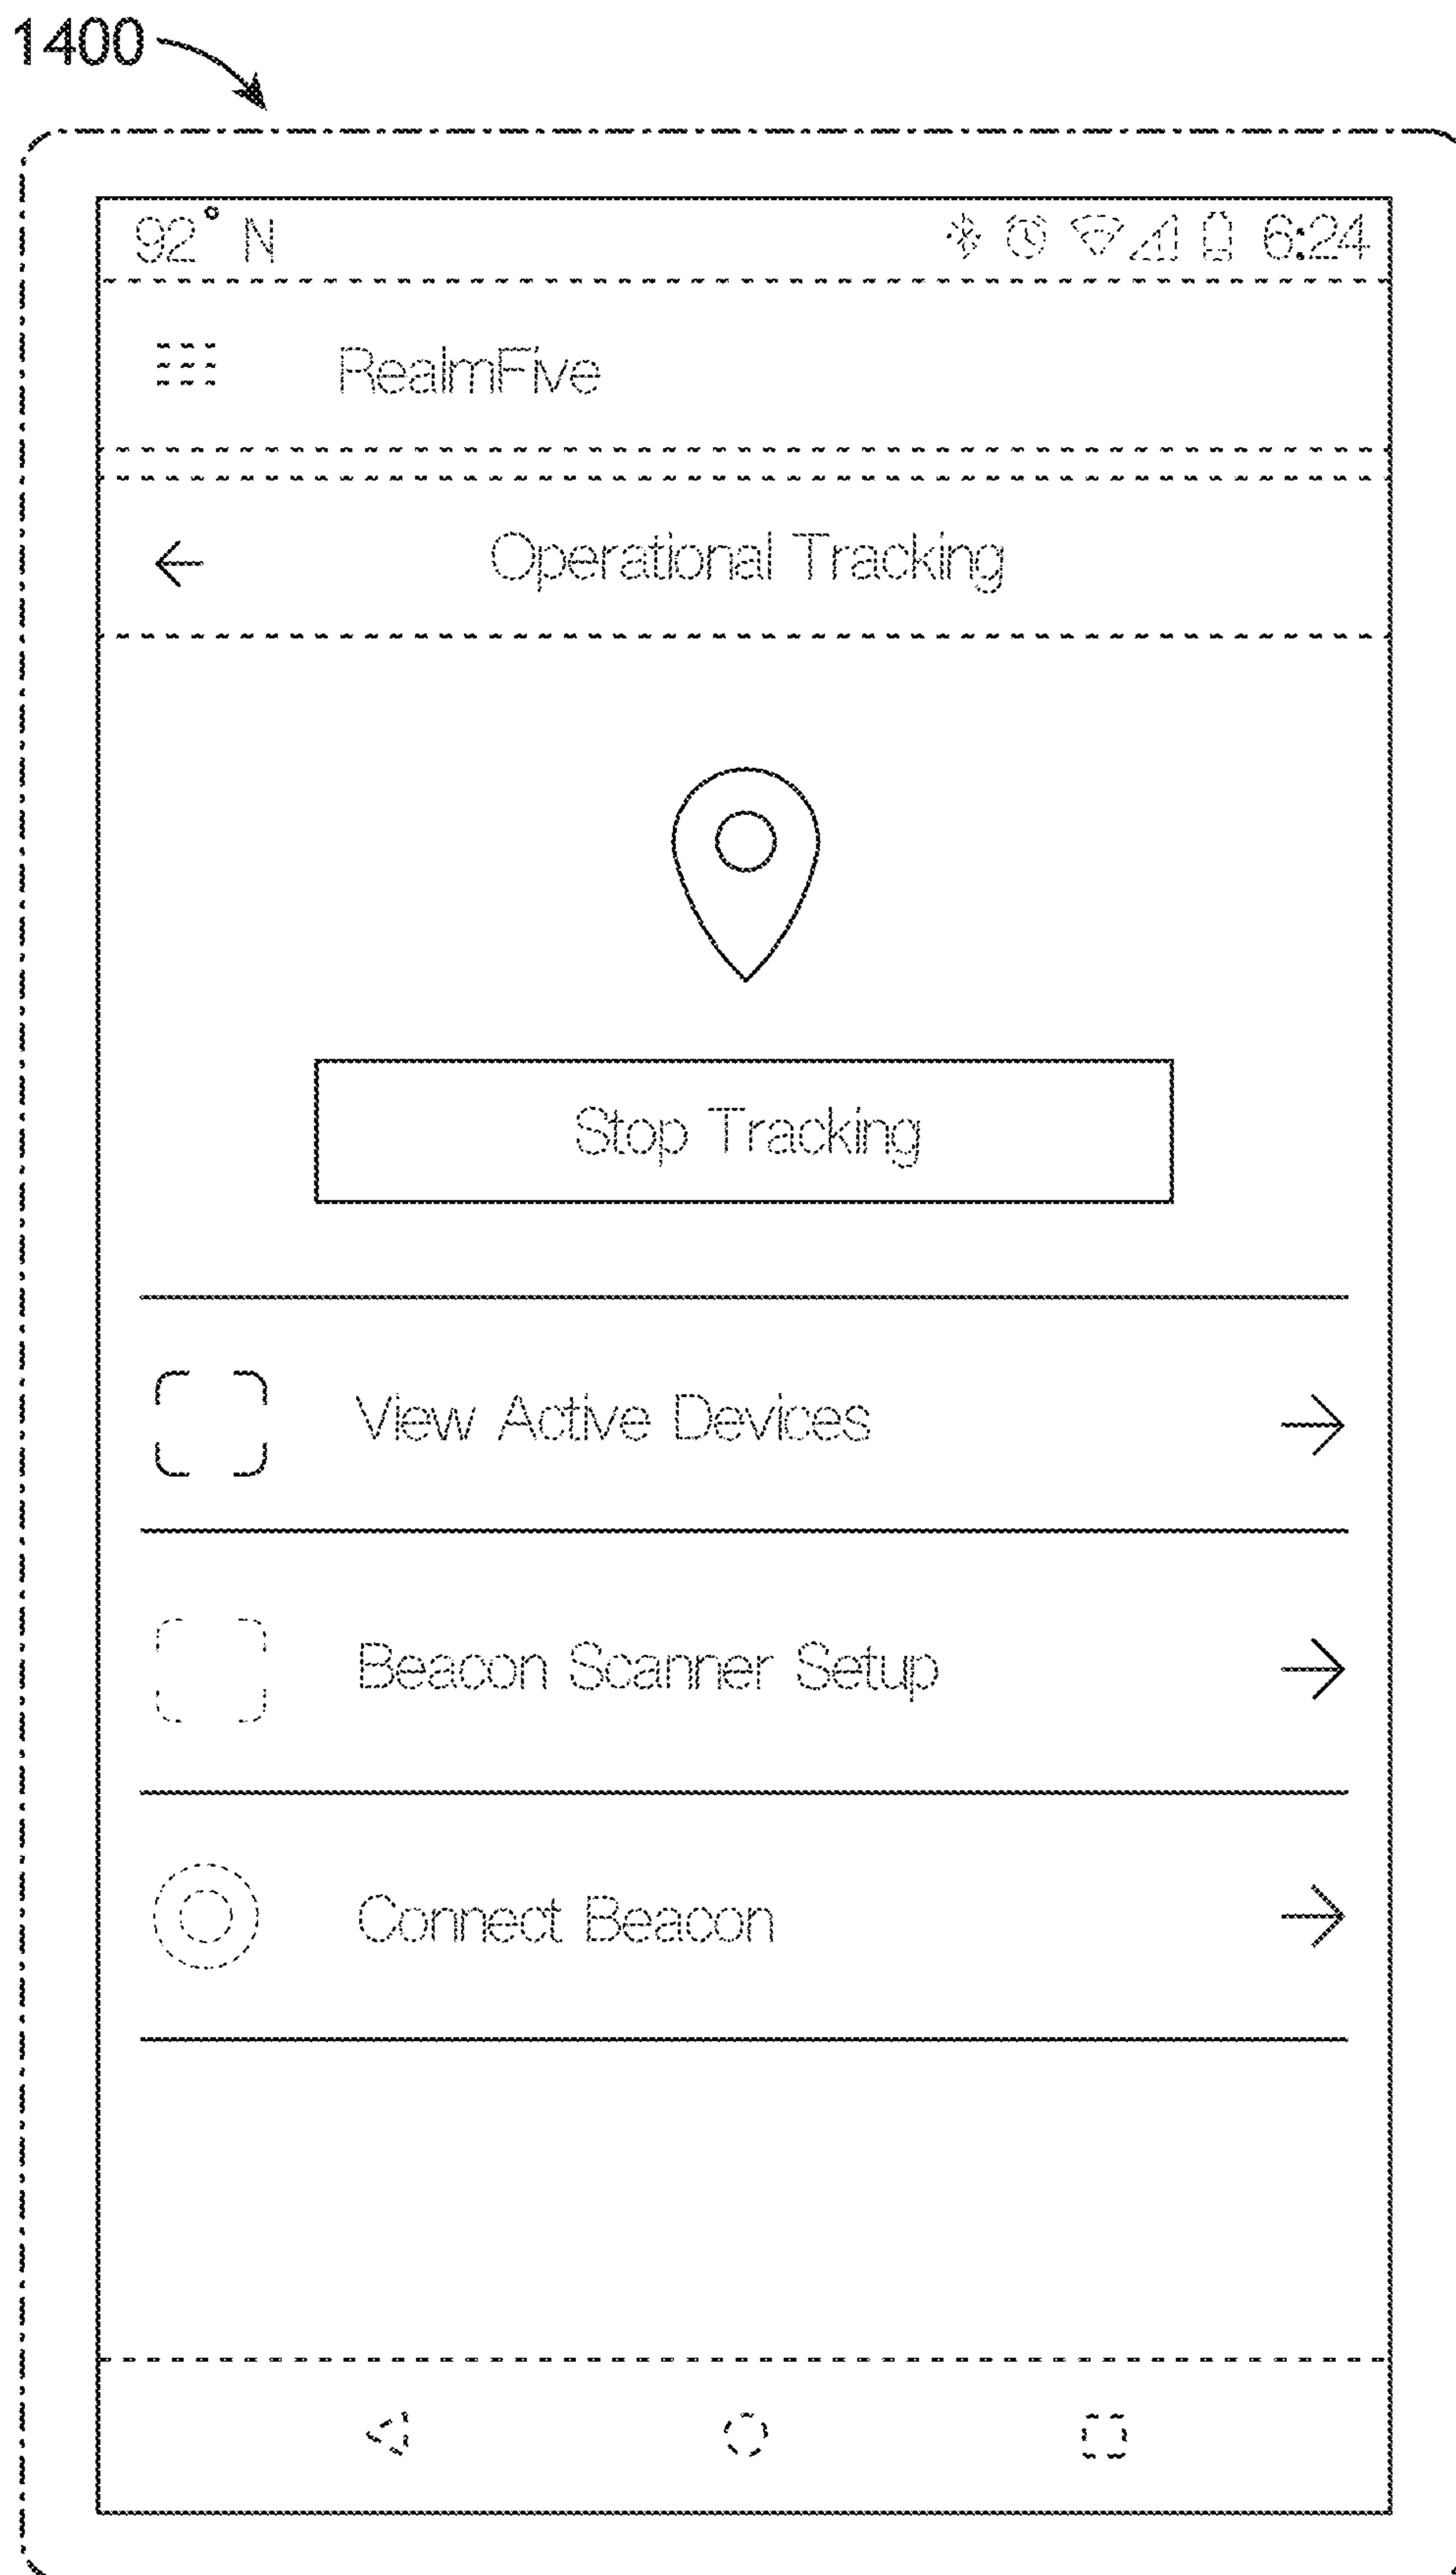 1400
92° N 6:24
RealmFive
Operational Tracking
Stop Tracking
View Active Devices
Beacon Scanner Setup
Connect Beacon